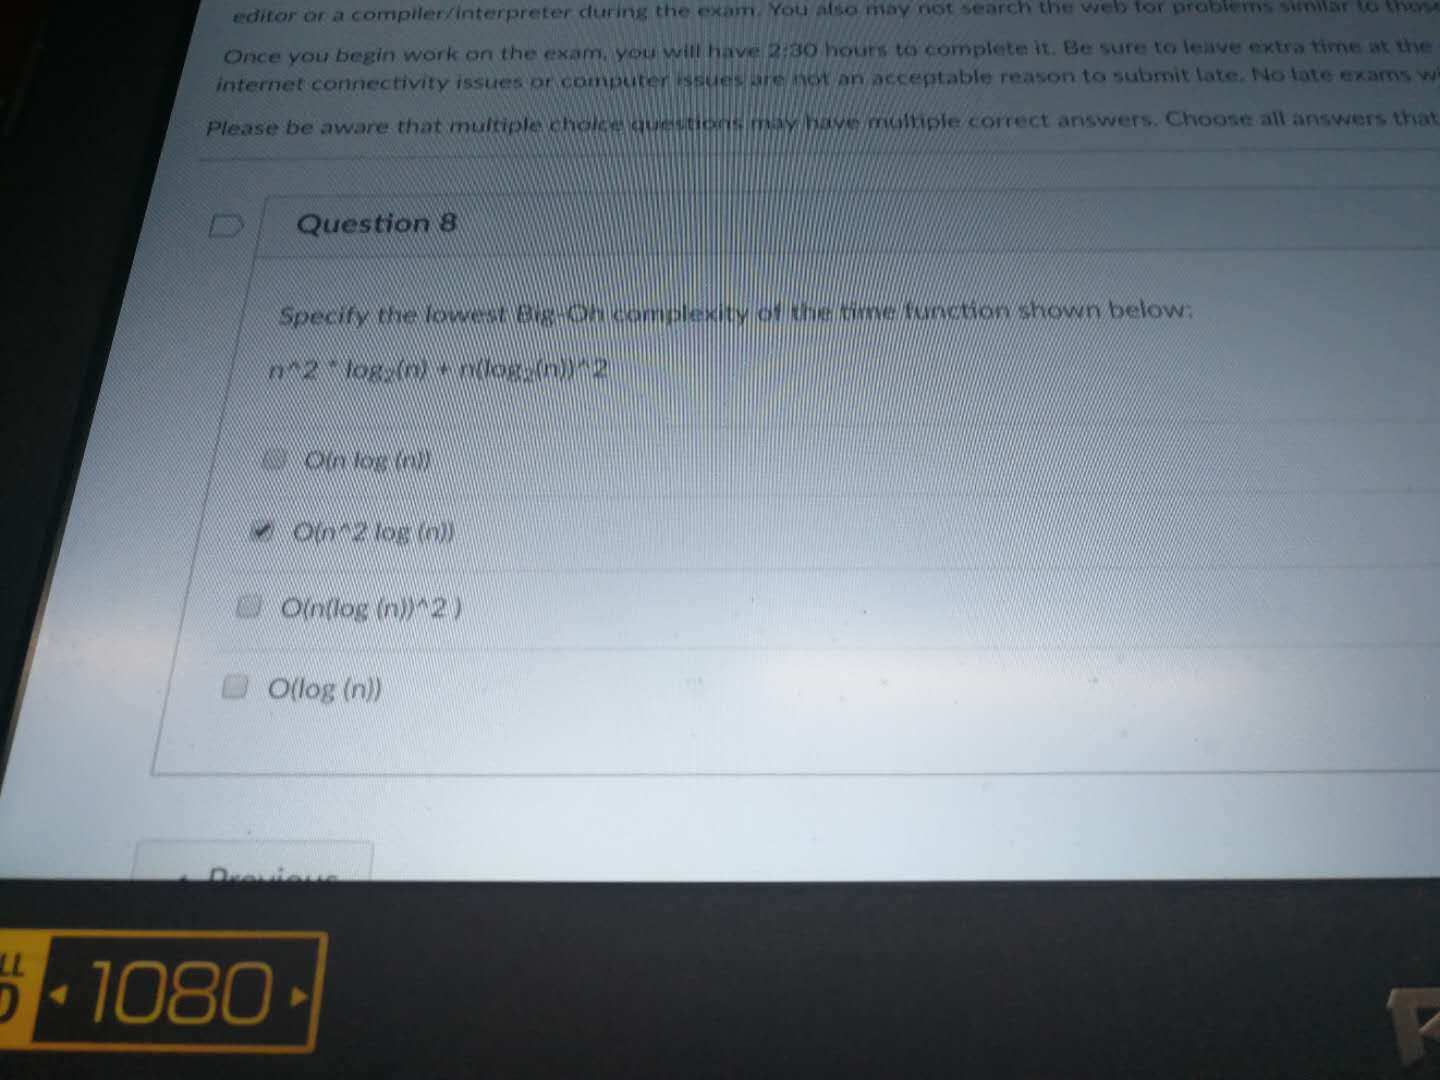 editor or a compiler/interpreter during the exam. You also may not search the web for problems similar to those
Once you begin work on the exam, you will have 2:30 hours to complete it. Be sure to leave extra time at the
internet connectivity issues or computer issues are not an acceptable reason to submit late. No late exams
Please be aware that multiple choice questions may have multiple correct answers. Choose all answers that
Question 8
Specify the lowest Big-Oh complexity of the time function shown below:
n^2 * log₂(n) + n(log₂(n))^2
O(n log (n))
O(n^2 log (n))
O(n(log (n))^2 )
O(log (n))
Previous
1080